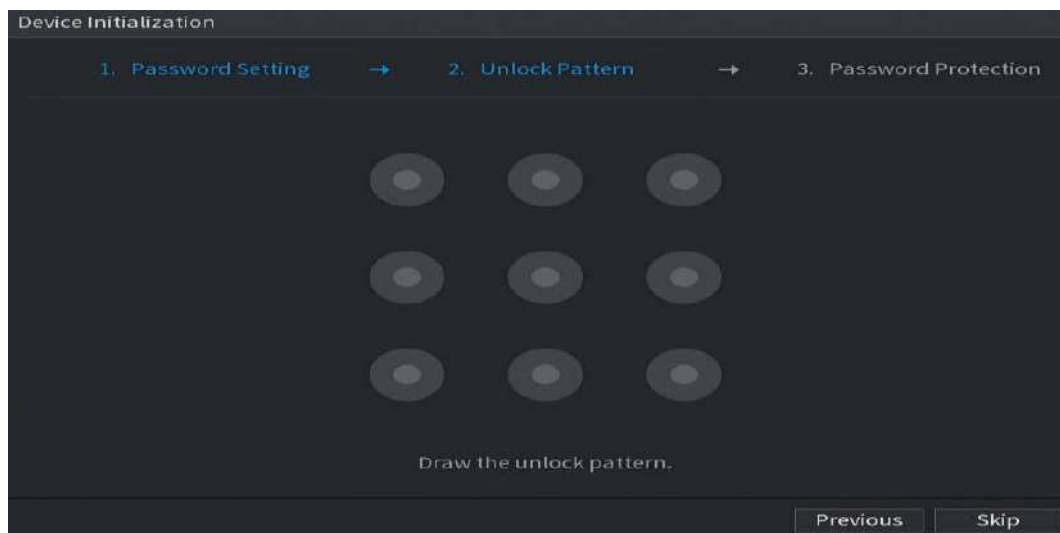 Device Initialization
1. Password Setting → 2. Unlock Pattern → 3. Password Protection
Draw the unlock pattern.
Previous Skip